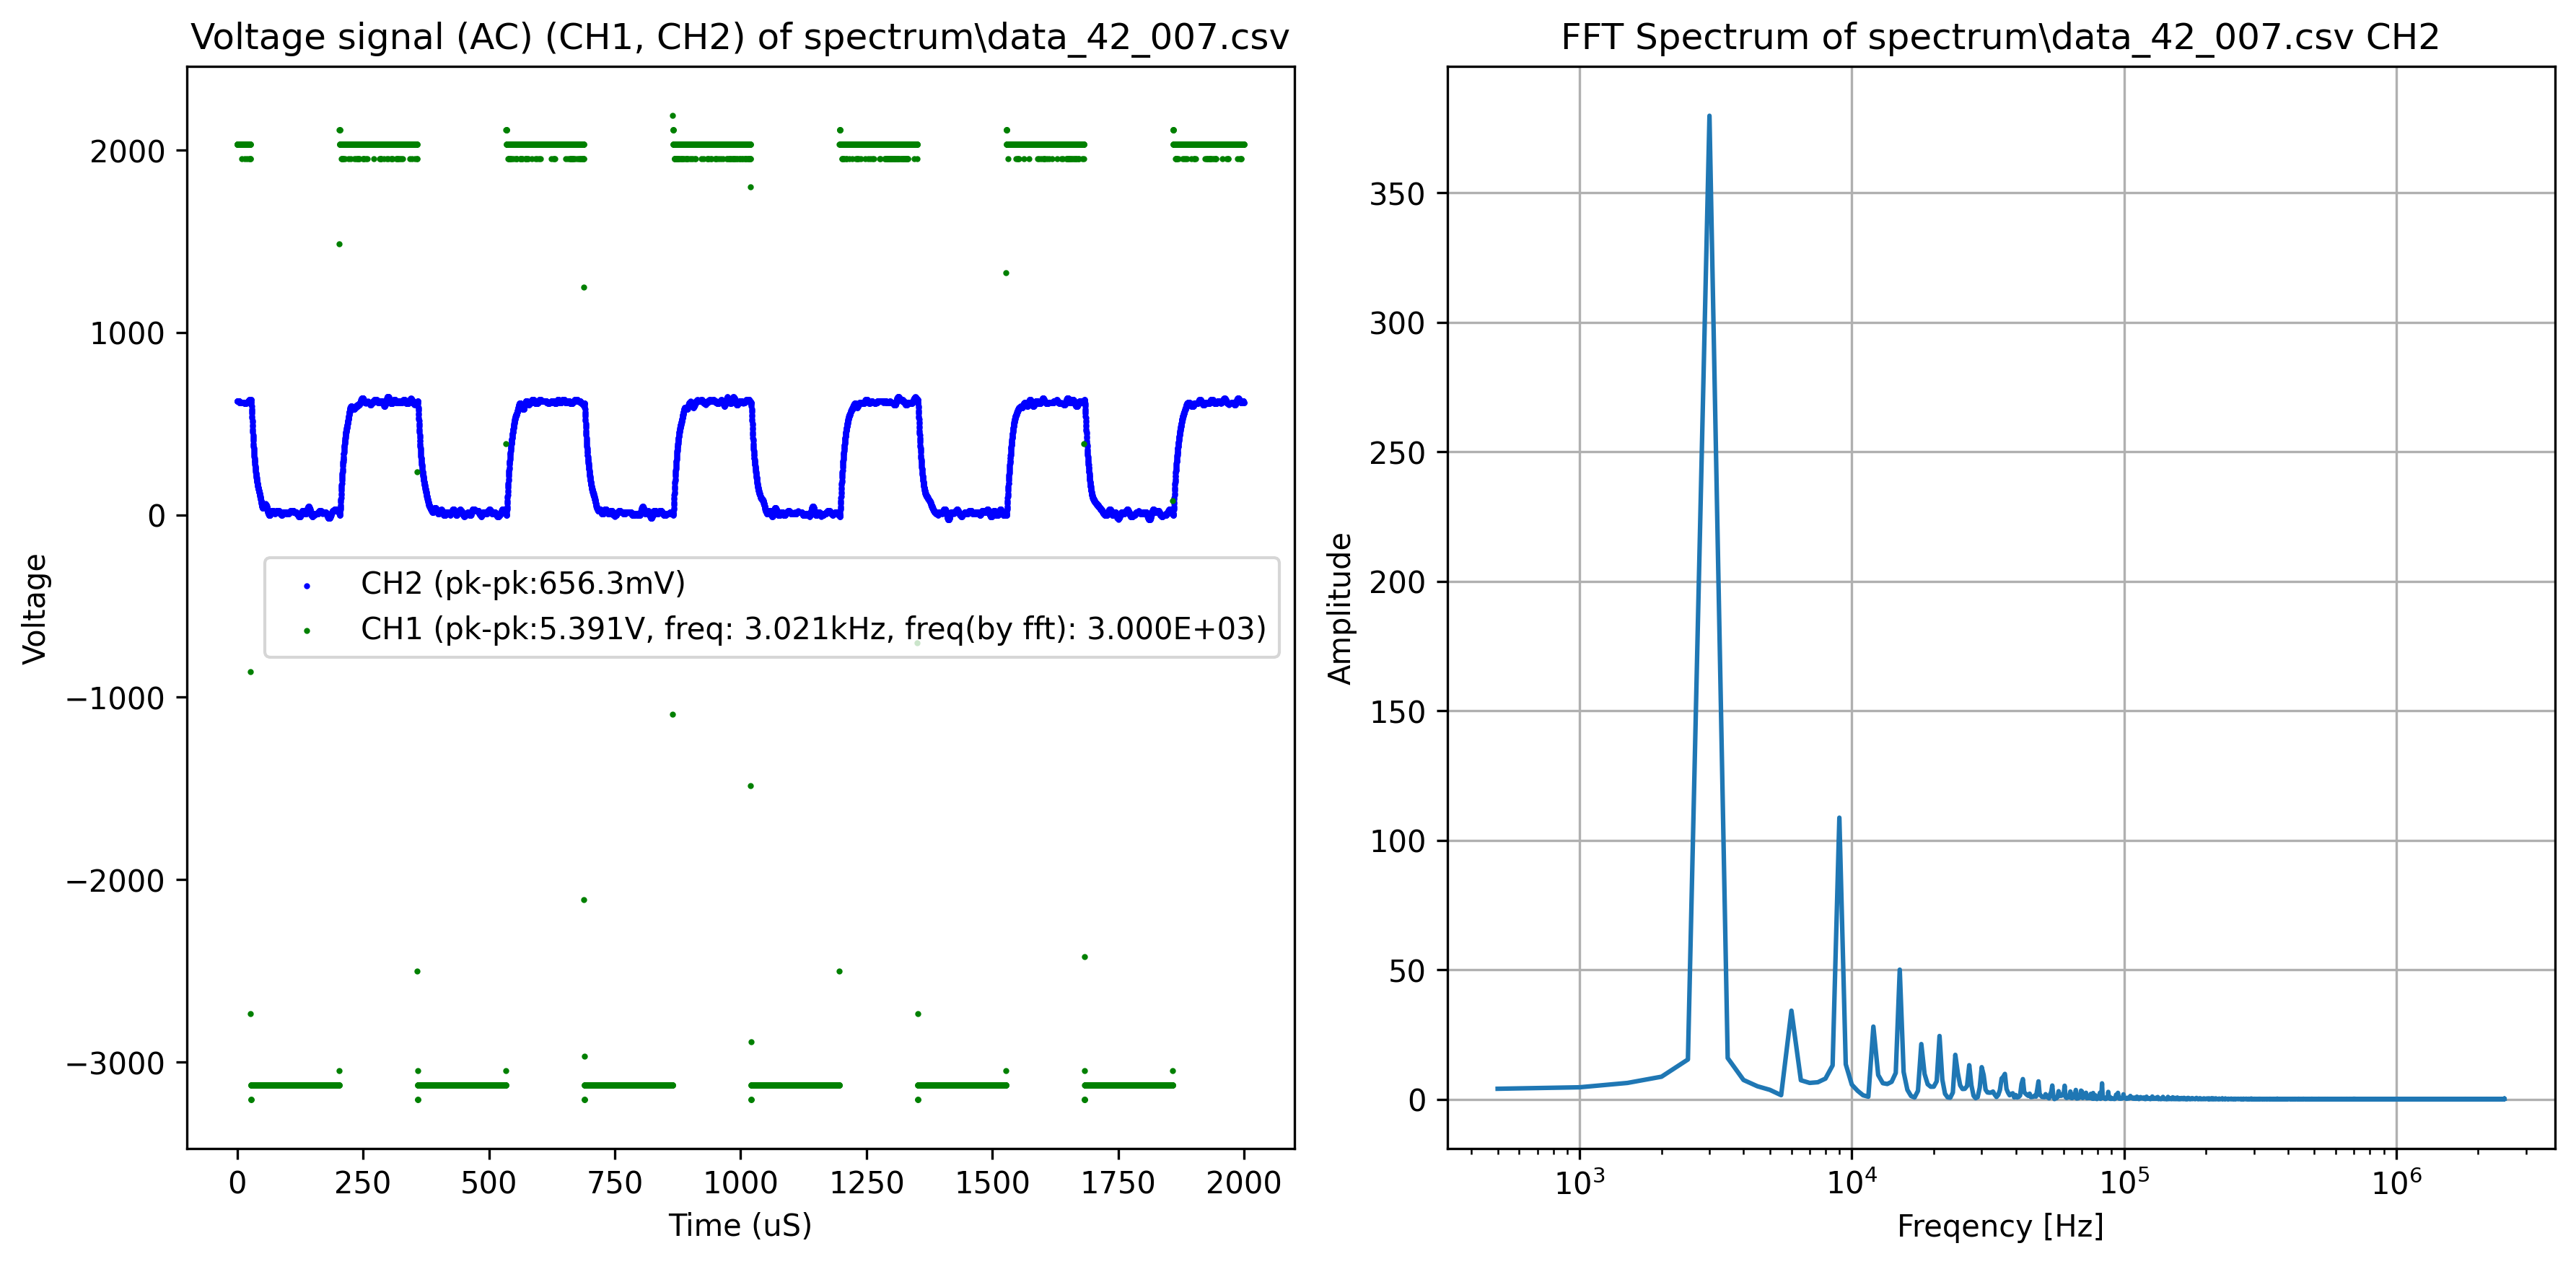 Voltage signal (AC) (CH1, CH2) of spectrum\data_42_007.csv
2000
1000
0
−1000
−2000
−3000
Voltage
CH2 (pk-pk:656.3mV)
CH1 (pk-pk:5.391V, freq: 3.021kHz, freq(by fft): 3.000E+03)
0 250 500 750 1000 1250 1500 1750 2000
Time (uS)
FFT Spectrum of spectrum\data_42_007.csv CH2
350
300
250
200
150
100
50
0
Amplitude
10³ 10⁴ 10⁵ 10⁶
Freqency [Hz]